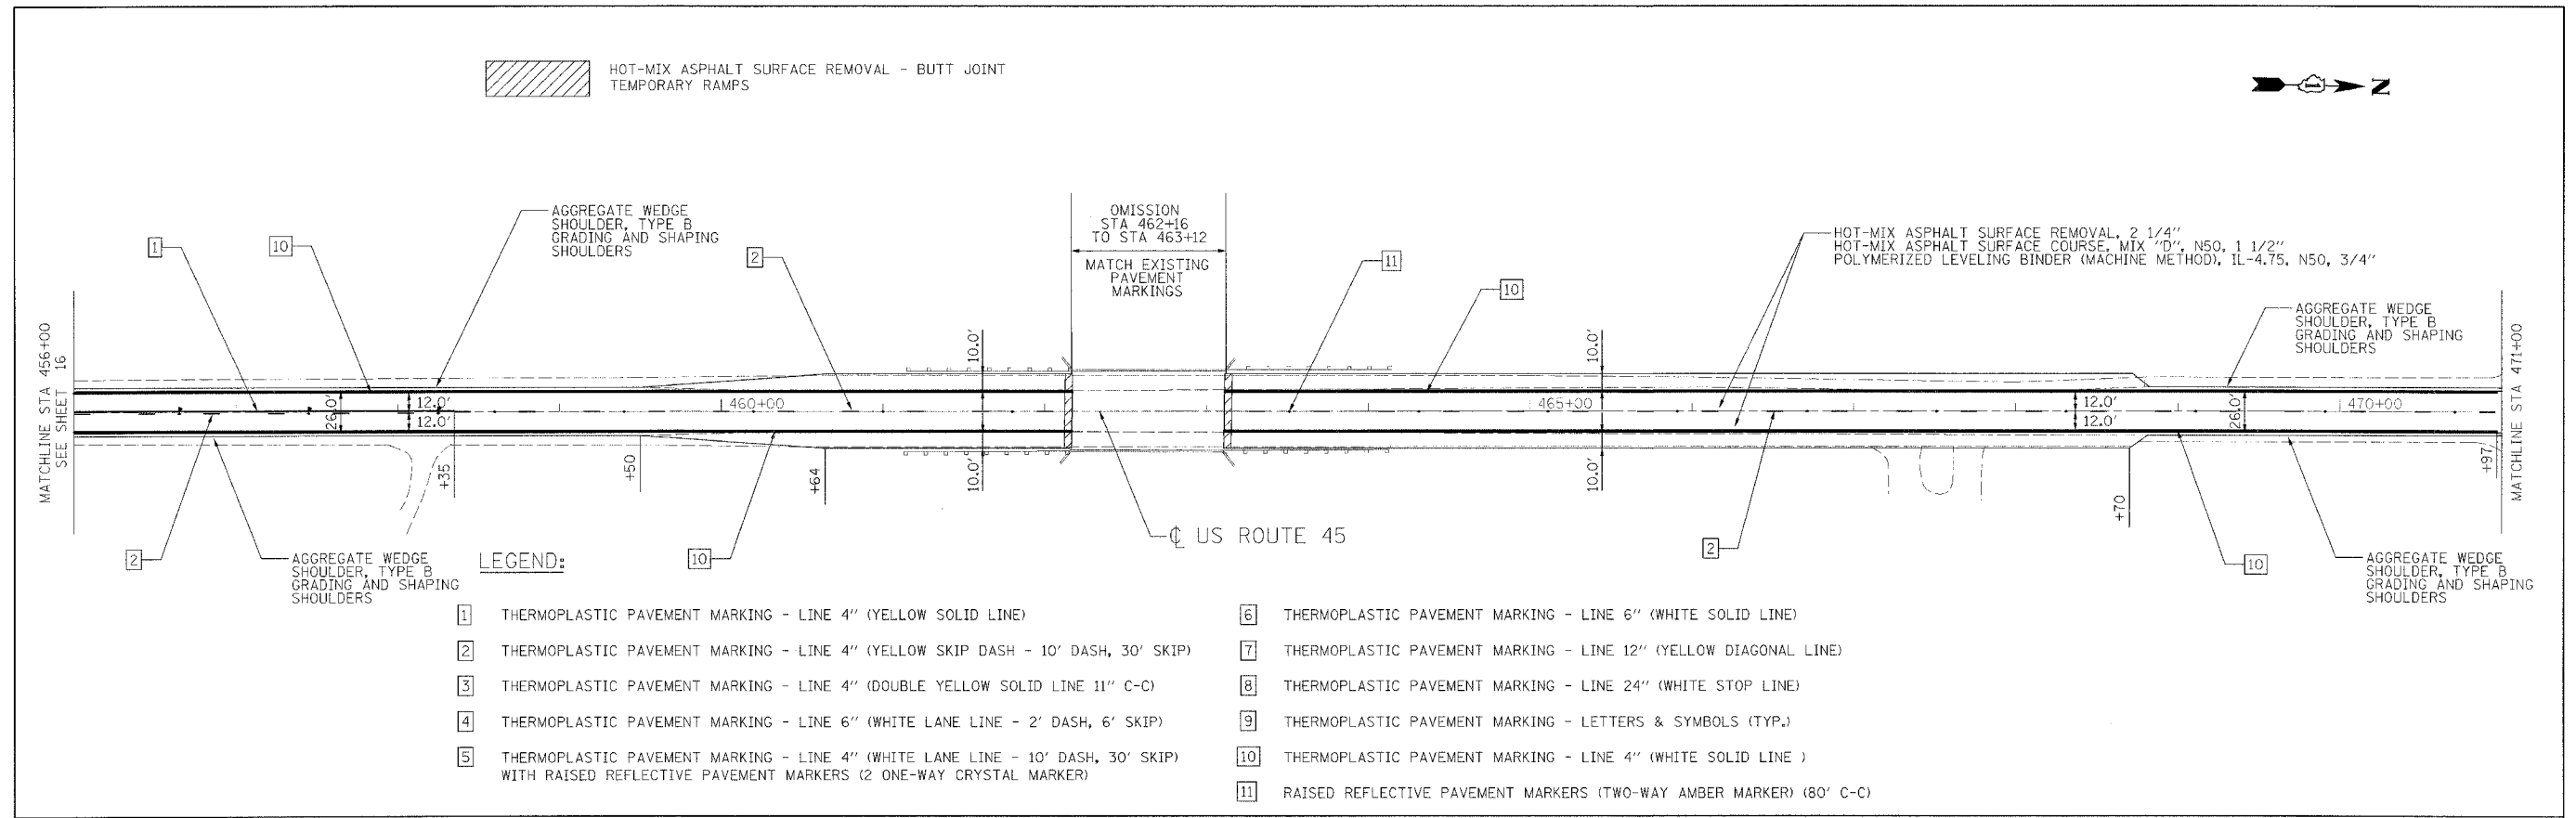 HOT-MIX ASPHALT SURFACE REMOVAL - BUTT JOINT
TEMPORARY RAMPS
N
AGGREGATE WEDGE
SHOULDER, TYPE B
GRADING AND SHAPING
SHOULDERS
1
10
2
OMISSION
STA 462+16
TO STA 463+12
MATCH EXISTING
PAVEMENT
MARKINGS
11
10
HOT-MIX ASPHALT SURFACE REMOVAL, 2 1/4"
HOT-MIX ASPHALT SURFACE COURSE, MIX "D", N50, 1 1/2"
POLYMERIZED LEVELING BINDER (MACHINE METHOD), IL-4.75, N50, 3/4"
AGGREGATE WEDGE
SHOULDER, TYPE B
GRADING AND SHAPING
SHOULDERS
MATCHLINE STA 456+00
SEE SHEET 16
26.0'
12.0'
12.0'
460+00
10.0'
10.0'
465+00
10.0'
10.0'
12.0'
12.0'
26.0'
470+00
MATCHLINE STA 471+00
+35
+50
+64
+70
+97
℄ US ROUTE 45
2
AGGREGATE WEDGE
SHOULDER, TYPE B
GRADING AND SHAPING
SHOULDERS
10
2
10
AGGREGATE WEDGE
SHOULDER, TYPE B
GRADING AND SHAPING
SHOULDERS
LEGEND:
1 THERMOPLASTIC PAVEMENT MARKING - LINE 4" (YELLOW SOLID LINE)
2 THERMOPLASTIC PAVEMENT MARKING - LINE 4" (YELLOW SKIP DASH - 10' DASH, 30' SKIP)
3 THERMOPLASTIC PAVEMENT MARKING - LINE 4" (DOUBLE YELLOW SOLID LINE 11" C-C)
4 THERMOPLASTIC PAVEMENT MARKING - LINE 6" (WHITE LANE LINE - 2' DASH, 6' SKIP)
5 THERMOPLASTIC PAVEMENT MARKING - LINE 4" (WHITE LANE LINE - 10' DASH, 30' SKIP)
WITH RAISED REFLECTIVE PAVEMENT MARKERS (2 ONE-WAY CRYSTAL MARKER)
6 THERMOPLASTIC PAVEMENT MARKING - LINE 6" (WHITE SOLID LINE)
7 THERMOPLASTIC PAVEMENT MARKING - LINE 12" (YELLOW DIAGONAL LINE)
8 THERMOPLASTIC PAVEMENT MARKING - LINE 24" (WHITE STOP LINE)
9 THERMOPLASTIC PAVEMENT MARKING - LETTERS & SYMBOLS (TYP.)
10 THERMOPLASTIC PAVEMENT MARKING - LINE 4" (WHITE SOLID LINE )
11 RAISED REFLECTIVE PAVEMENT MARKERS (TWO-WAY AMBER MARKER) (80' C-C)